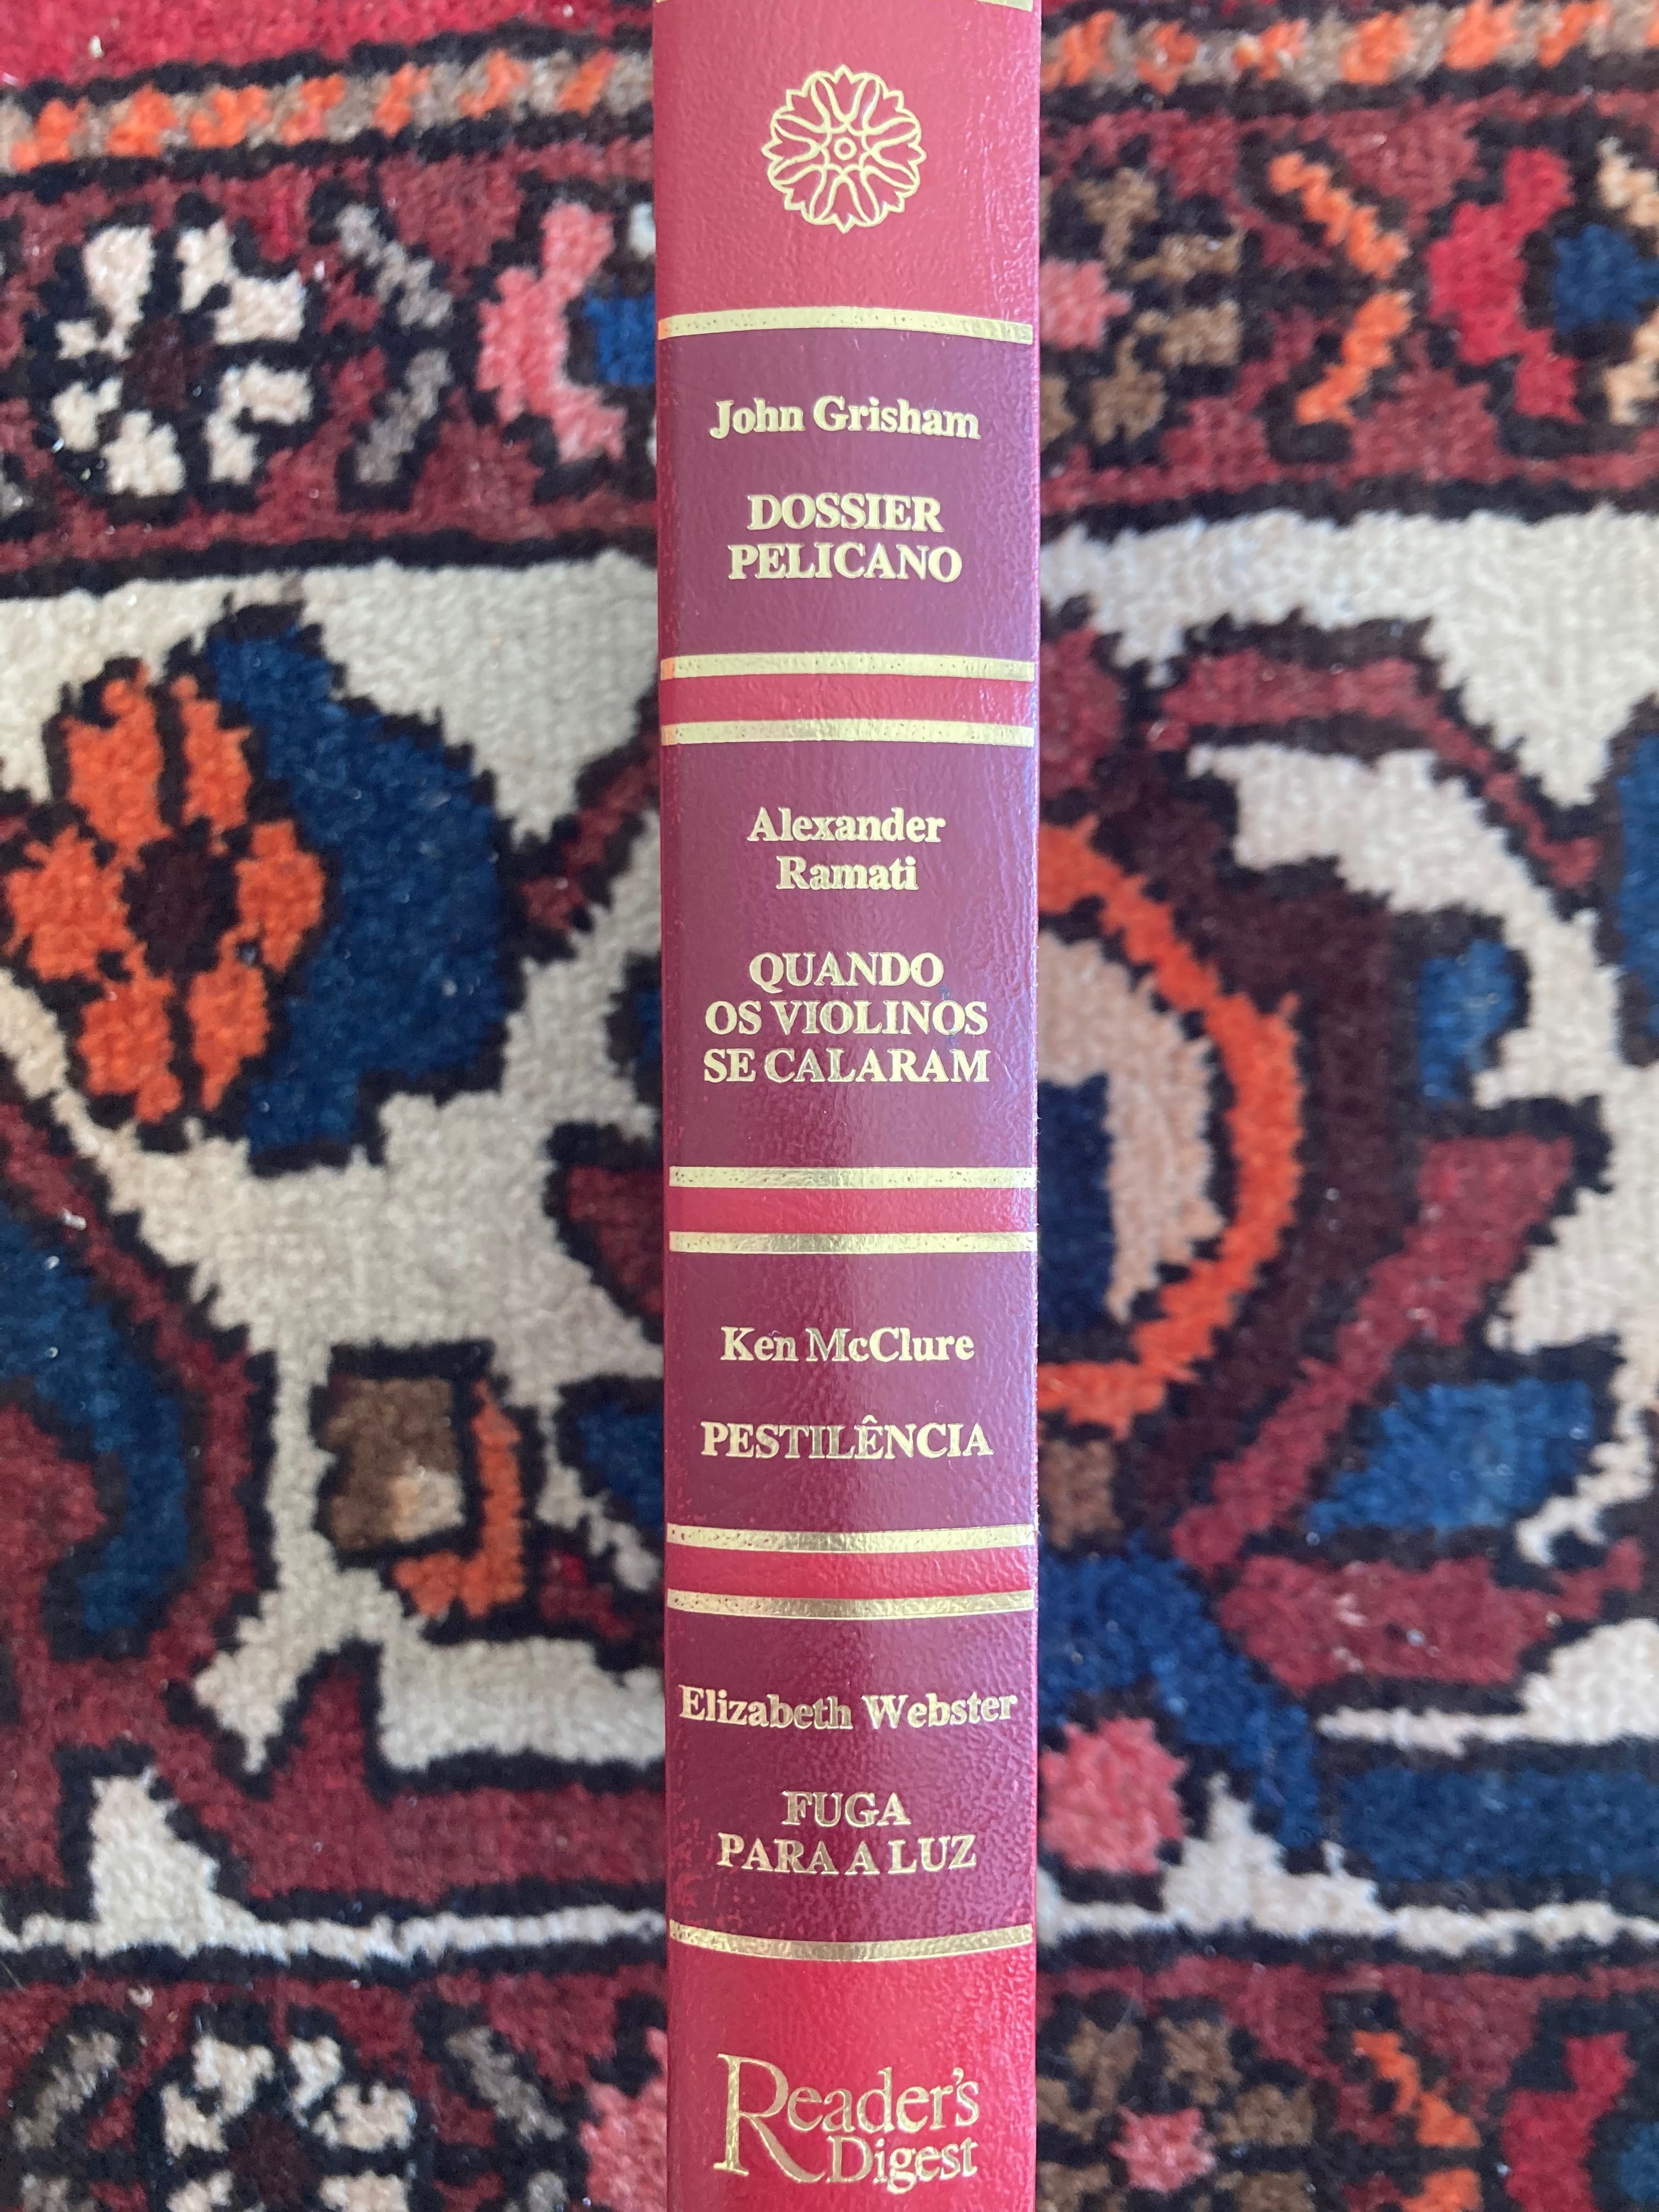 John Grisham
DOSSIER
PELICANO
Alexander
Ramati
QUANDO
OS VIOLINOS
SE CALARAM
Ken McClure
PESTILÊNCIA
Elizabeth Webster
FUGA
PARA A LUZ
Reader's
Digest